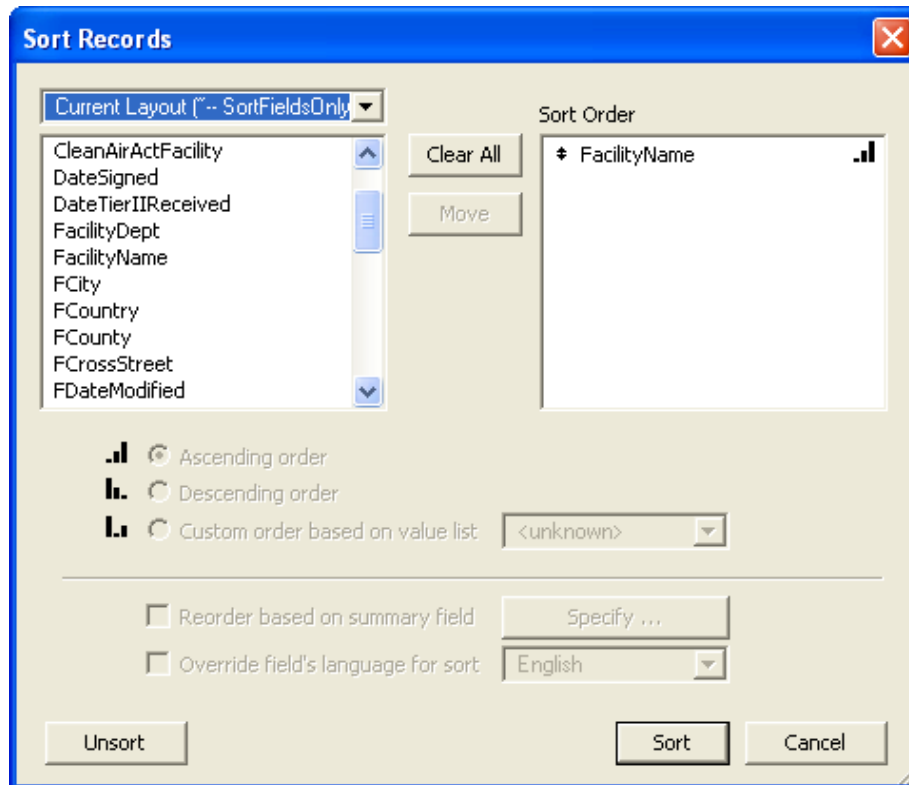 Sort Records
Current Layout ("-- SortFieldsOnly
Sort Order
CleanAirActFacility
DateSigned
DateTierIIReceived
FacilityDept
FacilityName
FCity
FCountry
FCounty
FCrossStreet
FDateModified
Clear All
Move
FacilityName
Ascending order
Descending order
Custom order based on value list <unknown>
Reorder based on summary field Specify ...
Override field's language for sort English
Unsort Sort Cancel